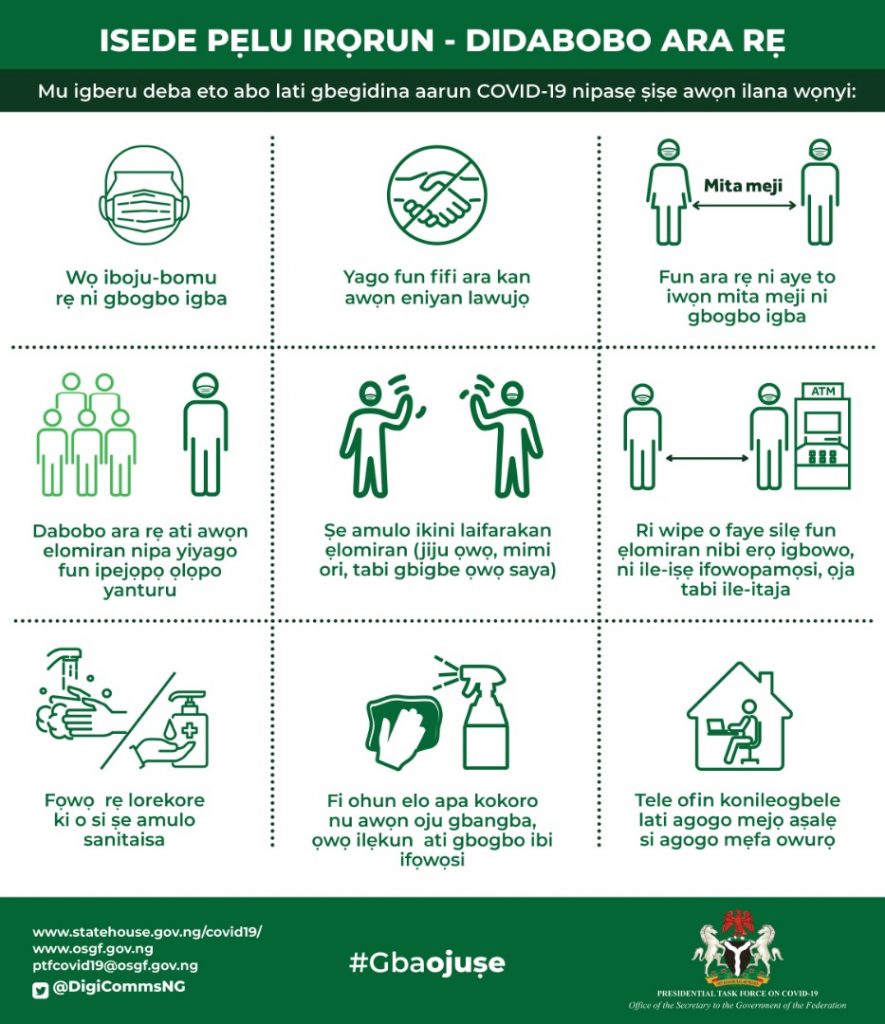 ISEDE PẸLU IRỌRUN - DIDABOBO ARA RẸ
Mu igberu deba eto abo lati gbegidina aarun COVID-19 nipasẹ ṣiṣe awọn ilana wọnyi:
Wọ iboju-bomu
rẹ ni gbogbo igba
Yago fun fifi ara kan
awọn eniyan lawujọ
Mita meji
Fun ara rẹ ni aye to
iwọn mita meji ni
gbogbo igba
Dabobo ara rẹ ati awọn
elomiran nipa yiyago
fun ipejọpọ ọlọpo
yanturu
Ṣe amulo ikini laifarakan
ẹlomiran (jiju ọwọ, mimi
ori, tabi gbigbe ọwọ saya)
ATM
Ri wipe o faye silẹ fun
ẹlomiran nibi erọ igbowo,
ni ile-iṣẹ ifowopamọsi, ọja
tabi ile-itaja
Fọwọ rẹ lorekore
ki o si ṣe amulo
sanitaisa
Fi ohun elo apa kokoro
nu awọn oju gbangba,
ọwọ ilẹkun ati gbogbo ibi
ifọwọsi
Tele ofin konileogbele
lati agogo mejọ aṣalẹ
si agogo mẹfa owurọ
www.statehouse.gov.ng/covid19/
www.osgf.gov.ng
ptfcovid19@osgf.gov.ng
@DigiCommsNG
#Gbaojuṣe
PRESIDENTIAL TASK FORCE ON COVID-19
Office of the Secretary to the Government of the Federation